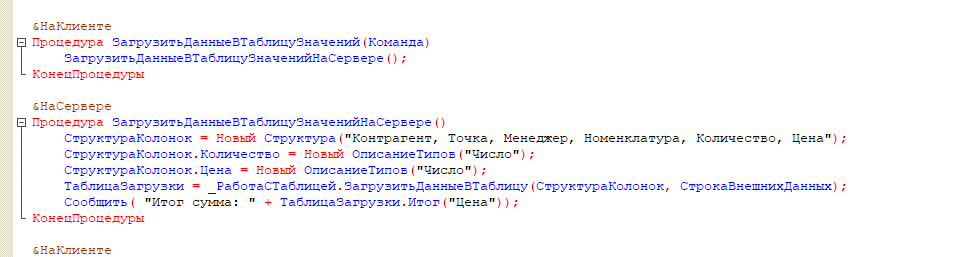 &НаКлиенте
Процедура ЗагрузитьДанныеВТаблицуЗначений(Команда)
ЗагрузитьДанныеВТаблицуЗначенийНаСервере();
КонецПроцедуры
&НаСервере
Процедура ЗагрузитьДанныеВТаблицуЗначенийНаСервере()
СтруктураКолонок = Новый Структура("Контрагент, Точка, Менеджер, Номенклатура, Количество, Цена");
СтруктураКолонок.Количество = Новый ОписаниеТипов("Число");
СтруктураКолонок.Цена = Новый ОписаниеТипов("Число");
ТаблицаЗагрузки = _РаботаСТаблицей.ЗагрузитьДанныеВТаблицу(СтруктураКолонок, СтрокаВнешнихДанных);
Сообщить( "Итог сумма: " + ТаблицаЗагрузки.Итог("Цена"));
КонецПроцедуры
&НаКлиенте